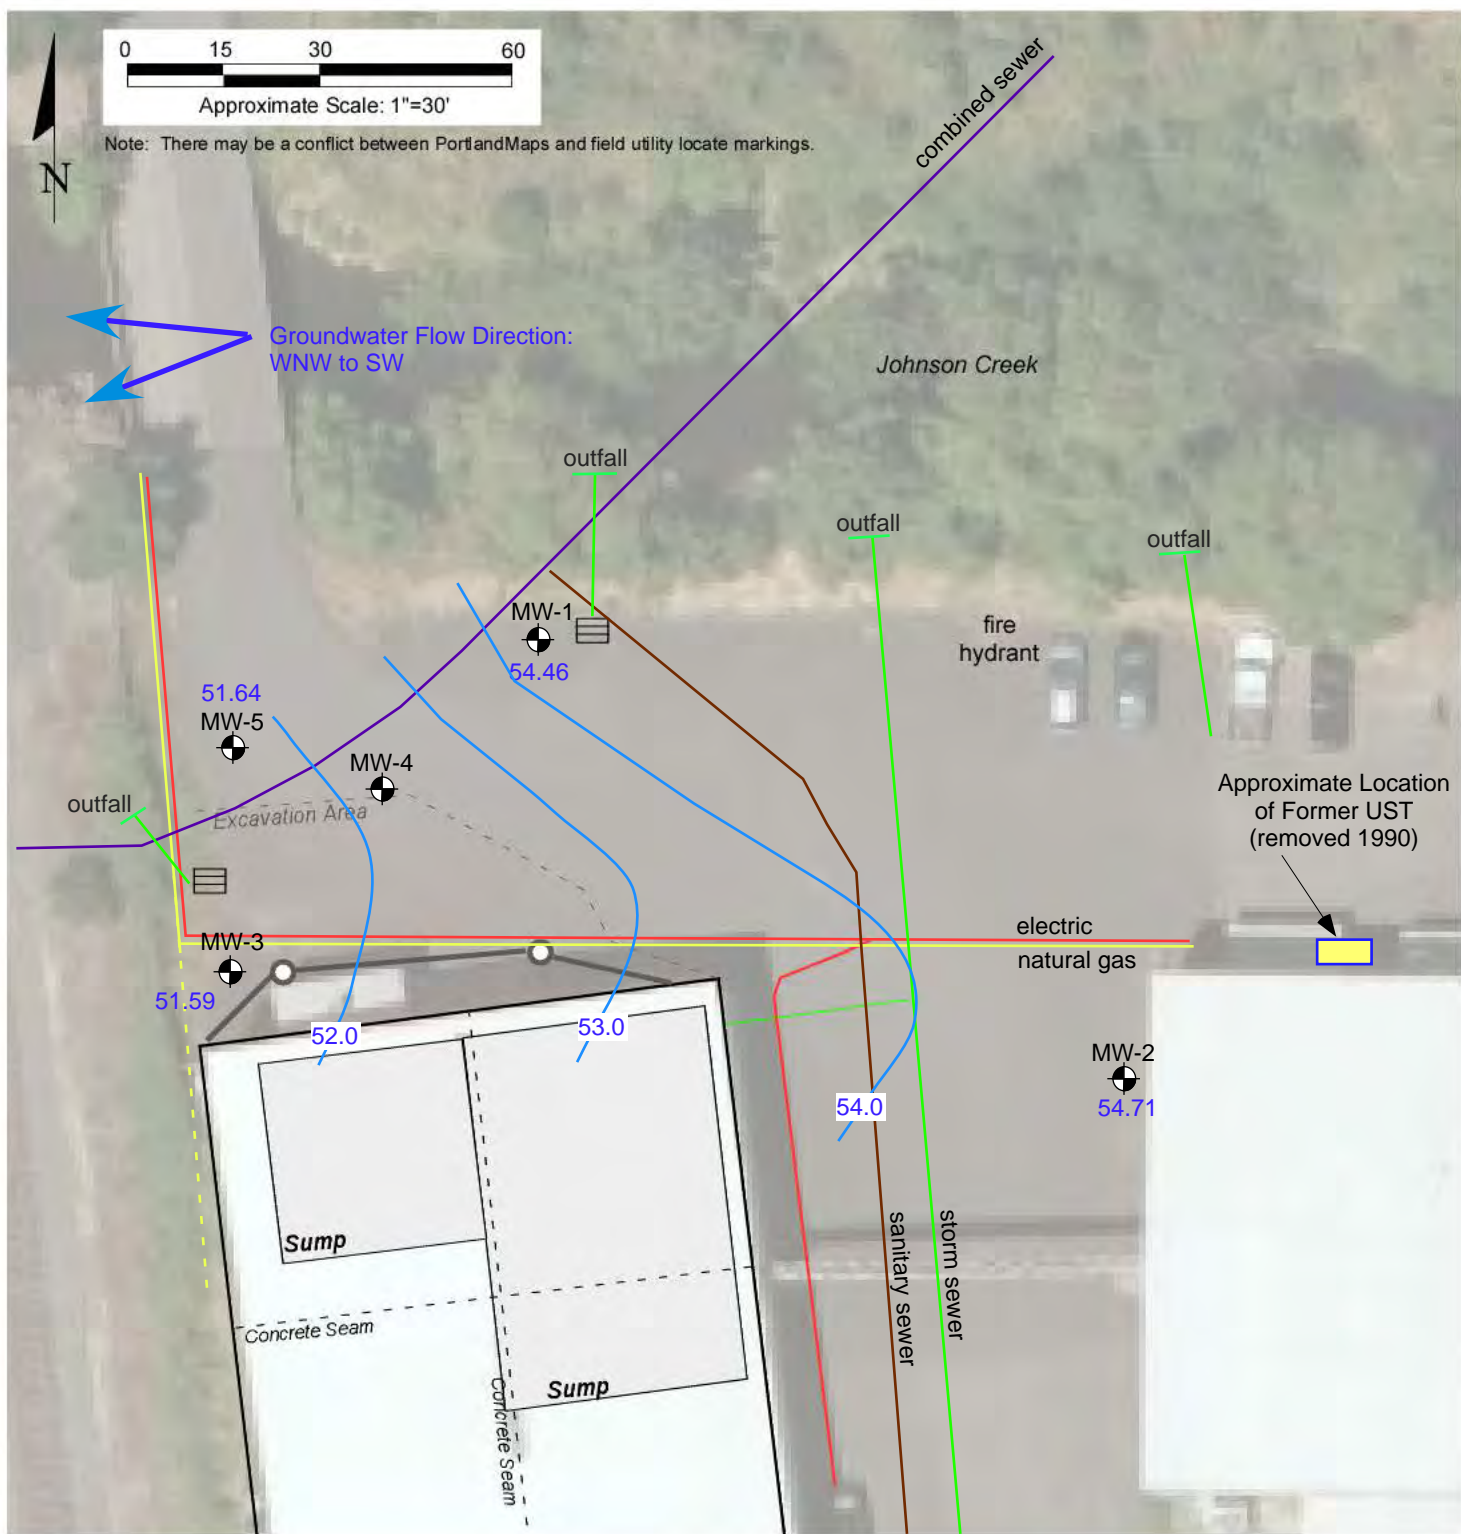 0 15 30 60
Approximate Scale: 1"=30'
Note: There may be a conflict between PortlandMaps and field utility locate markings.
N
combined sewer
Groundwater Flow Direction:
WNW to SW
Johnson Creek
outfall
outfall
outfall
MW-1
54.46
fire
hydrant
51.64
MW-5
MW-4
outfall
Excavation Area
Approximate Location
of Former UST
(removed 1990)
electric
natural gas
MW-3
51.59
52.0
53.0
54.0
MW-2
54.71
Sump
Concrete Seam
Sump
Concrete Seam
sanitary sewer
storm sewer